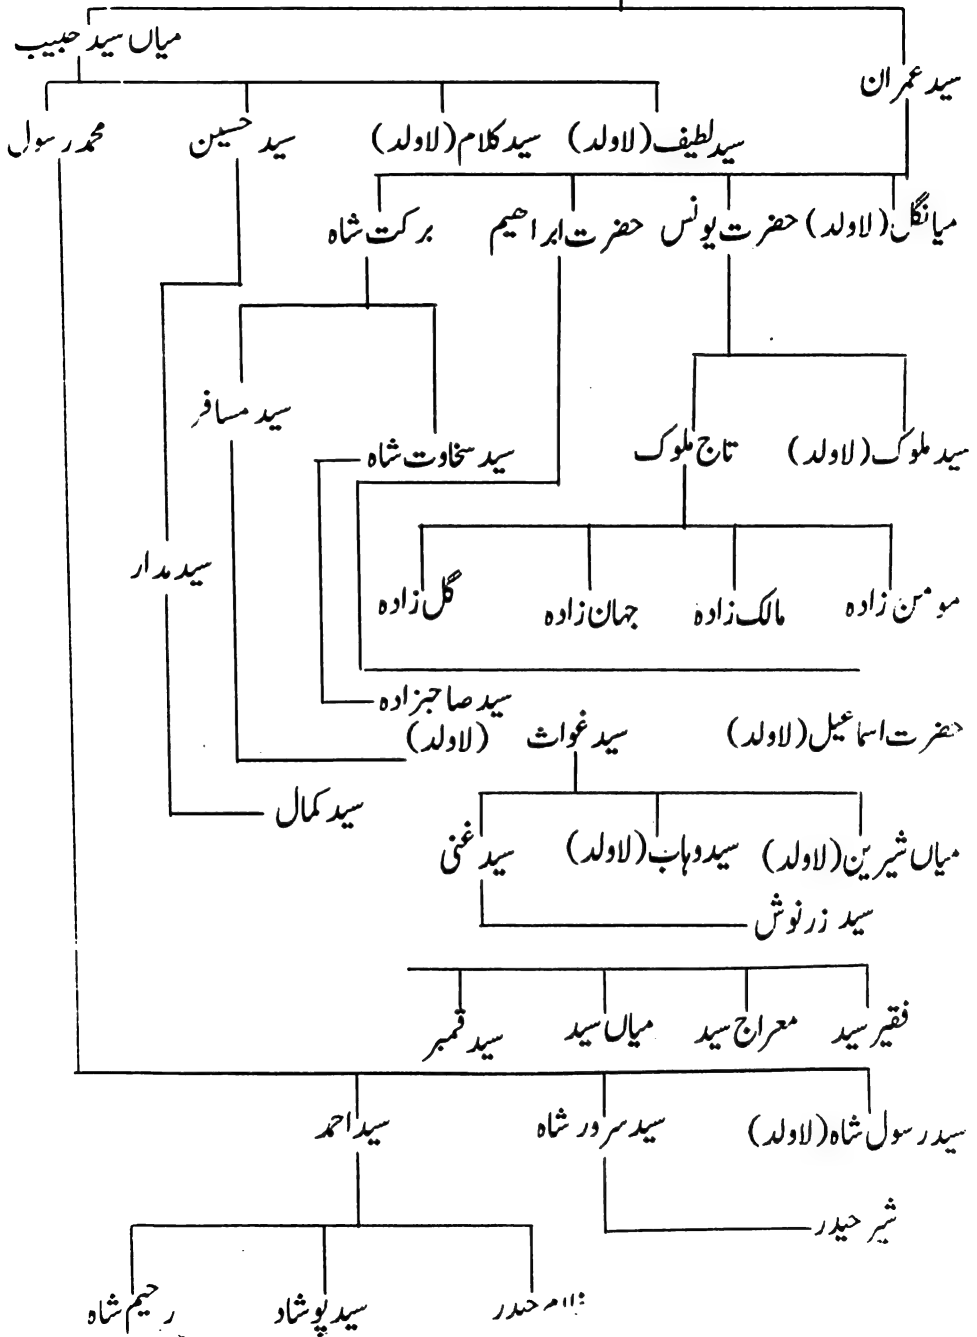 میاں سید حبیب
سید عمران
سید لطیف (لاولد)
سید کلام (لاولد)
سید حسین
محمد رسول
میانگل (لاولد)
حضرت یونس
حضرت ابراھیم
برکت شاہ
سید مسافر
سید ملوک (لاولد)
تاج ملوک
سید سخاوت شاہ
سید مدار
مومن زادہ
مالک زادہ
جہان زادہ
گل زادہ
سید صاحبزادہ
(لاولد)
حضرت اسماعیل (لاولد)
سید غواث
سید کمال
میاں شیرین (لاولد)
سید وہاب (لاولد)
سید غنی
سید زرنوش
فقیر سید
معراج سید
میاں سید
سید قمبر
سید رسول شاہ (لاولد)
سید سرور شاہ
سید احمد
شیر حیدر
حیدر
سید پوشاد
رحیم شاہ